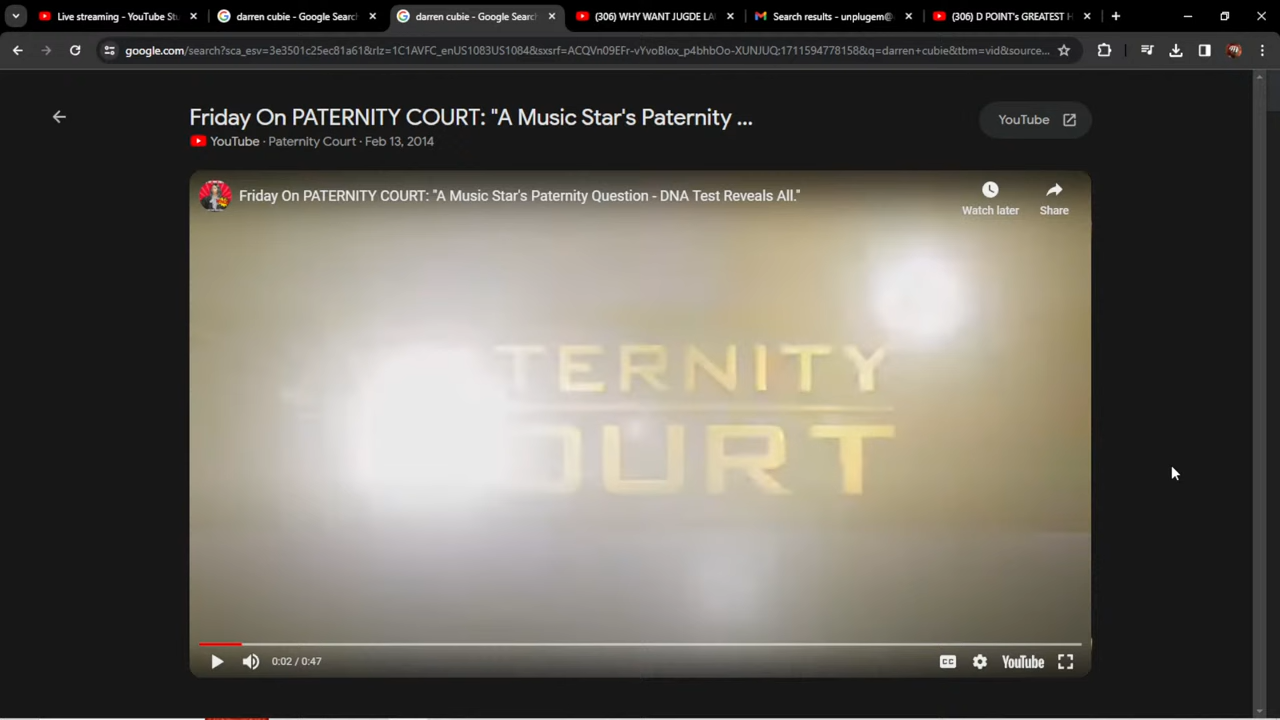 Live streaming - YouTube Stu
darren cubie - Google Search
darren cubie - Google Search
(306) WHY WANT JUGDE LA
Search results - unplugem@
(306) D POINT's GREATEST H
google.com/search?sca_esv=3e3501c25ec81a61&rlz=1C1AVFC_enUS1083US1084&sxsrf=ACQVn09EFr-vYvoBIox_p4bhbOo-XUNJUQ:1711594778158&q=darren+cubie&tbm=vid&source...
Friday On PATERNITY COURT: "A Music Star's Paternity ...
YouTube
YouTube · Paternity Court · Feb 13, 2014
Friday On PATERNITY COURT: "A Music Star's Paternity Question - DNA Test Reveals All."
Watch later
Share
TERNITY
OURT
0:02 / 0:47
CC
YouTube